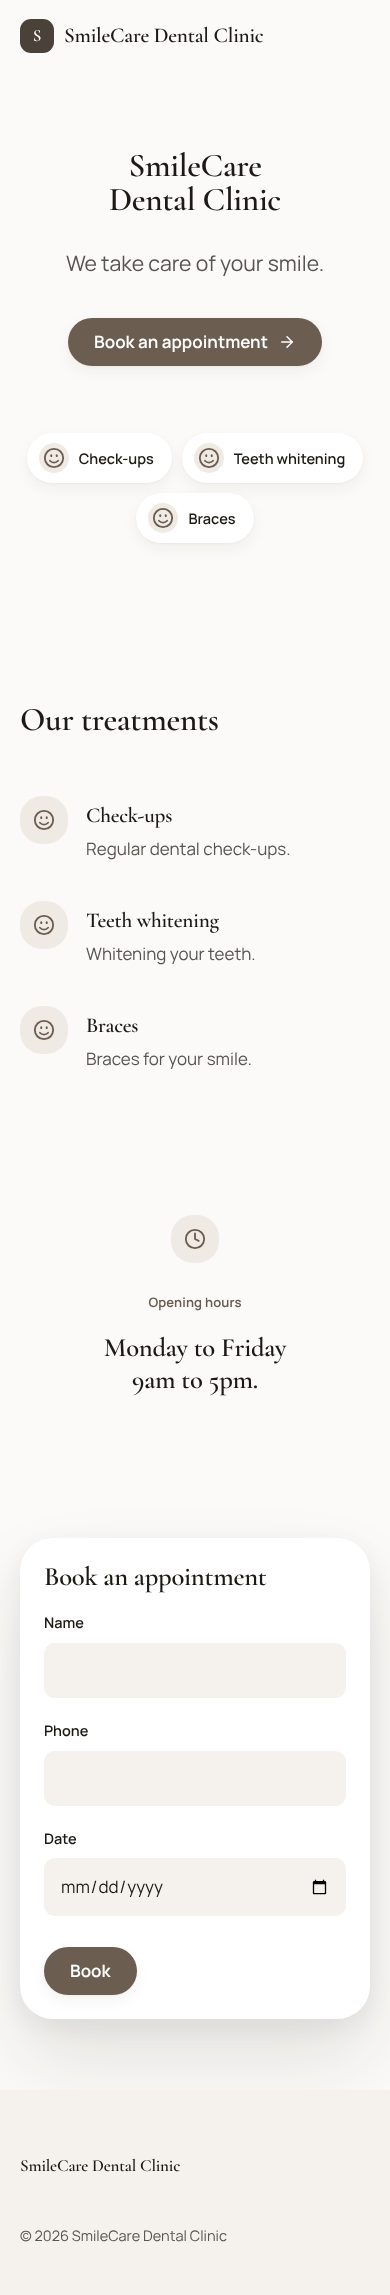 S
SmileCare Dental Clinic
SmileCare
Dental Clinic
We take care of your smile.
Book an appointment
Check-ups
Teeth whitening
Braces
Our treatments
Check-ups
Regular dental check-ups.
Teeth whitening
Whitening your teeth.
Braces
Braces for your smile.
Opening hours
Monday to Friday
9am to 5pm.
Book an appointment
Name
Phone
Date
mm/dd/yyyy
Book
SmileCare Dental Clinic
© 2026 SmileCare Dental Clinic